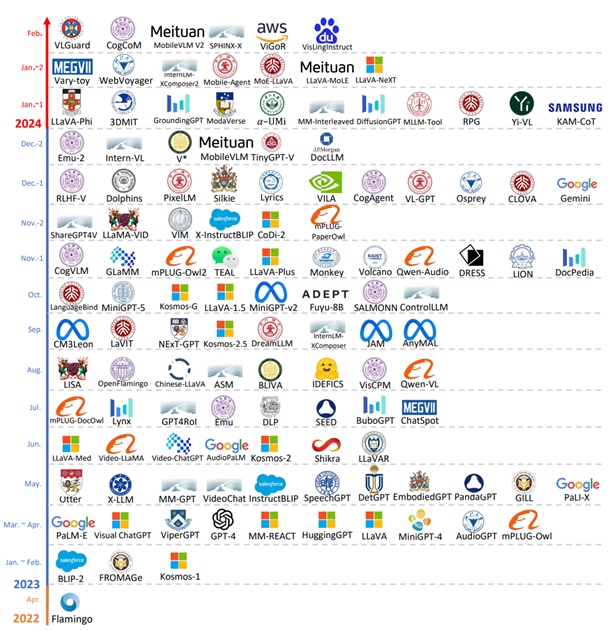 Feb.
Meituan aws
VLGuard CogCoM MobileVLM V2 SPHINX-X ViGoR VisLingInstruct
Jan.-2
MEGVII Meituan
Vary-toy WebVoyager InternLM-XComposer2 Mobile-Agent MoE-LLaVA LLaVA-MoLE LLaVA-NeXT
Jan.-1
SAMSUNG
2024
LLaVA-Phi 3DMIT GroundingGPT ModaVerse α-UMi MM-Interleaved DiffusionGPT MLLM-Tool RPG Yi-VL KAM-CoT
Dec.-2
Meituan J.P.Morgan
Emu-2 Intern-VL V* MobileVLM TinyGPT-V DocLLM
Dec.-1
Google
RLHF-V Dolphins PixelLM Silkie Lyrics VILA CogAgent VL-GPT Osprey CLOVA Gemini
Nov.-2
salesforce
ShareGPT4V LLaMA-VID VIM X-InstructBLIP CoDi-2 mPLUG-PaperOwl
Nov.-1
KAIST
CogVLM GLaMM mPLUG-Owl2 TEAL LLaVA-Plus Monkey Volcano Qwen-Audio DRESS LION DocPedia
Oct.
ADEPT
LanguageBind MiniGPT-5 Kosmos-G LLaVA-1.5 MiniGPT-v2 Fuyu-8B SALMONN ControlLLM
Sep.
CM3Leon LaVIT NExT-GPT Kosmos-2.5 DreamLLM InternLM-XComposer JAM AnyMAL
Aug.
LISA OpenFlamingo Chinese-LLaVA ASM BLIVA IDEFICS VisCPM Qwen-VL
Jul.
MEGVII
mPLUG-DocOwl Lynx GPT4RoI Emu DLP SEED BuboGPT ChatSpot
Jun.
Google
LLaVA-Med Video-LLaMA Video-ChatGPT AudioPaLM Kosmos-2 Shikra LLaVAR
May.
salesforce Google
Otter X-LLM MM-GPT VideoChat InstructBLIP SpeechGPT DetGPT EmbodiedGPT PandaGPT GILL PaLI-X
Mar. ~ Apr.
Google
PaLM-E Visual ChatGPT ViperGPT GPT-4 MM-REACT HuggingGPT LLaVA MiniGPT-4 AudioGPT mPLUG-Owl
Jan. ~ Feb.
salesforce
2023
BLIP-2 FROMAGe Kosmos-1
Apr.
2022
Flamingo